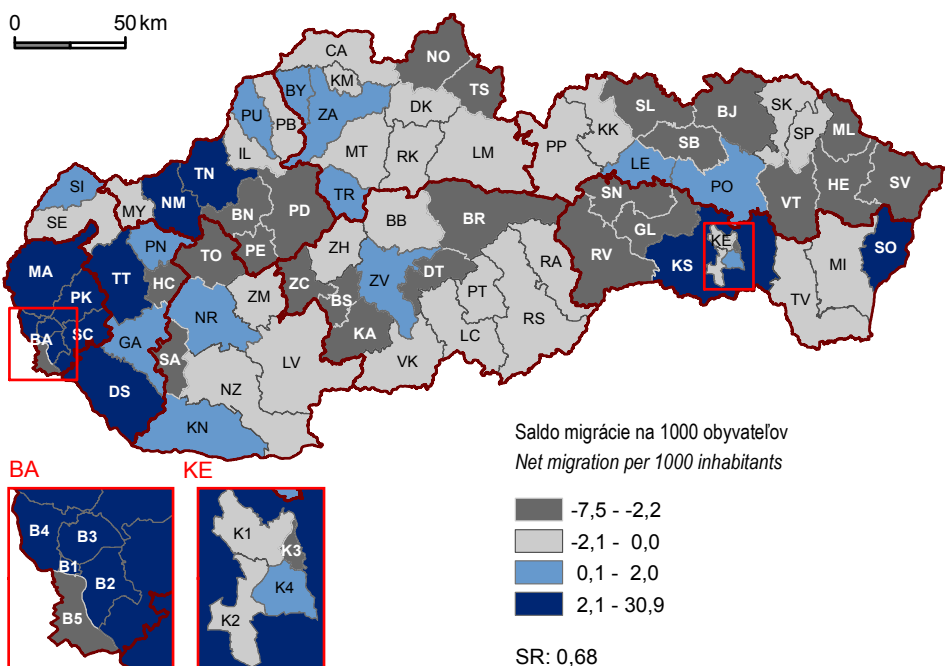 0 50 km
CA
NO
KM
TS
BY
ZA
DK
PU
PB
SL
BJ
SK
KK
SP
ML
SB
IL
MT
RK
LM
PP
LE
PO
HE
SV
VT
TN
SI
NM
TR
SN
MY
SE
BN
PD
BB
BR
GL
KE
SO
PN
PE
TO
ZH
RV
KS
MI
MA
TT
HC
ZC
ZV
DT
RA
PK
ZM
BS
PT
TV
BA
SC
GA
NR
KA
LC
RS
SA
LV
VK
DS
NZ
KN
Saldo migrácie na 1000 obyvateľov
Net migration per 1000 inhabitants
-7,5 - -2,2
-2,1 - 0,0
0,1 - 2,0
2,1 - 30,9
SR: 0,68
BA
B4
B3
B1
B2
B5
KE
K1
K3
K4
K2